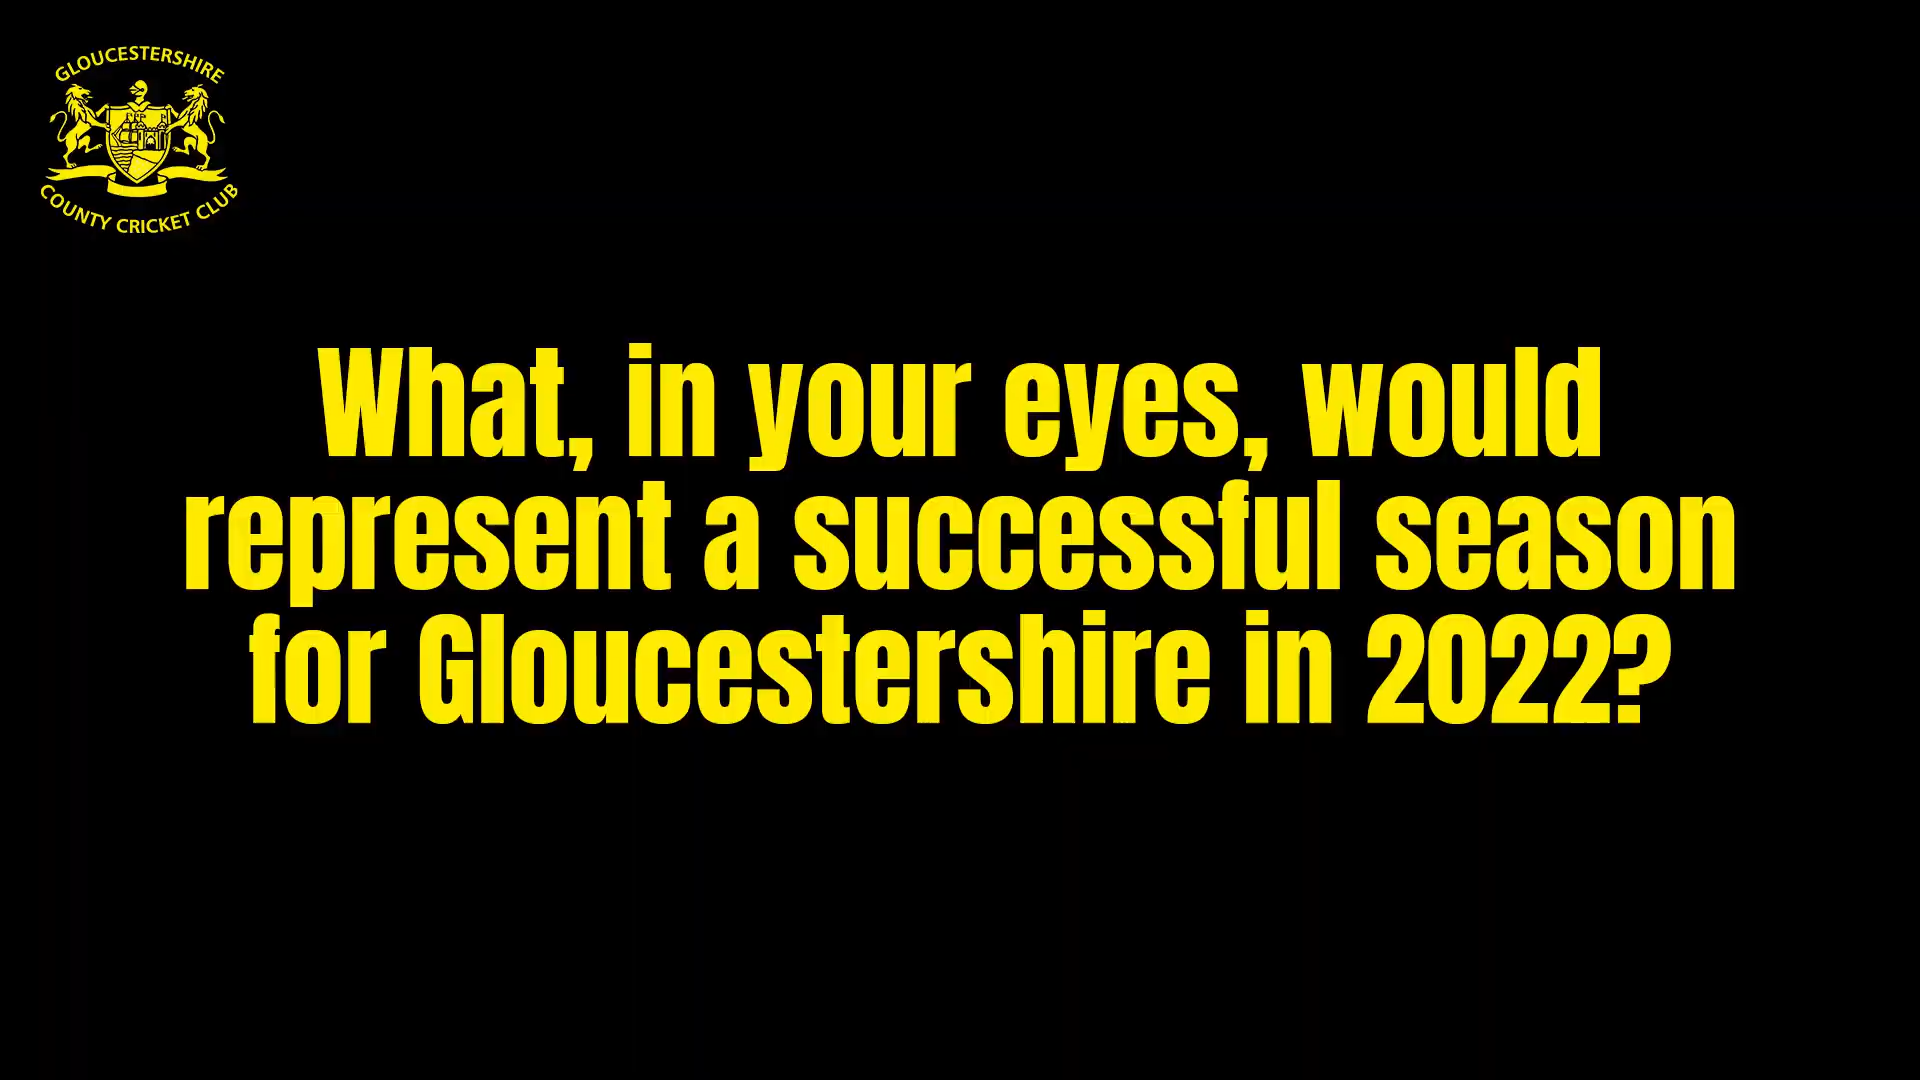 GLOUCESTERSHIRE
COUNTY CRICKET CLUB
What, in your eyes, would
represent a successful season
for Gloucestershire in 2022?